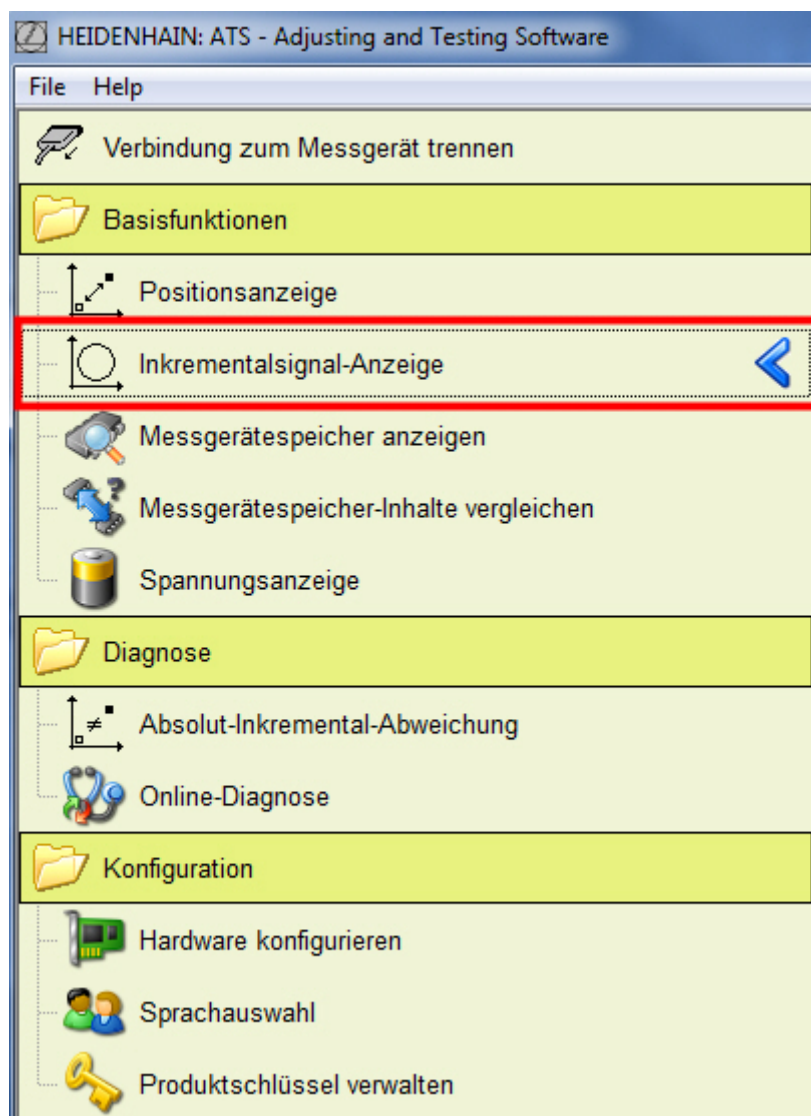 HEIDENHAIN: ATS - Adjusting and Testing Software
File Help
Verbindung zum Messgerät trennen
Basisfunktionen
Positionsanzeige
Inkrementalsignal-Anzeige
Messgerätespeicher anzeigen
Messgerätespeicher-Inhalte vergleichen
Spannungsanzeige
Diagnose
Absolut-Inkremental-Abweichung
Online-Diagnose
Konfiguration
Hardware konfigurieren
Sprachauswahl
Produktschlüssel verwalten